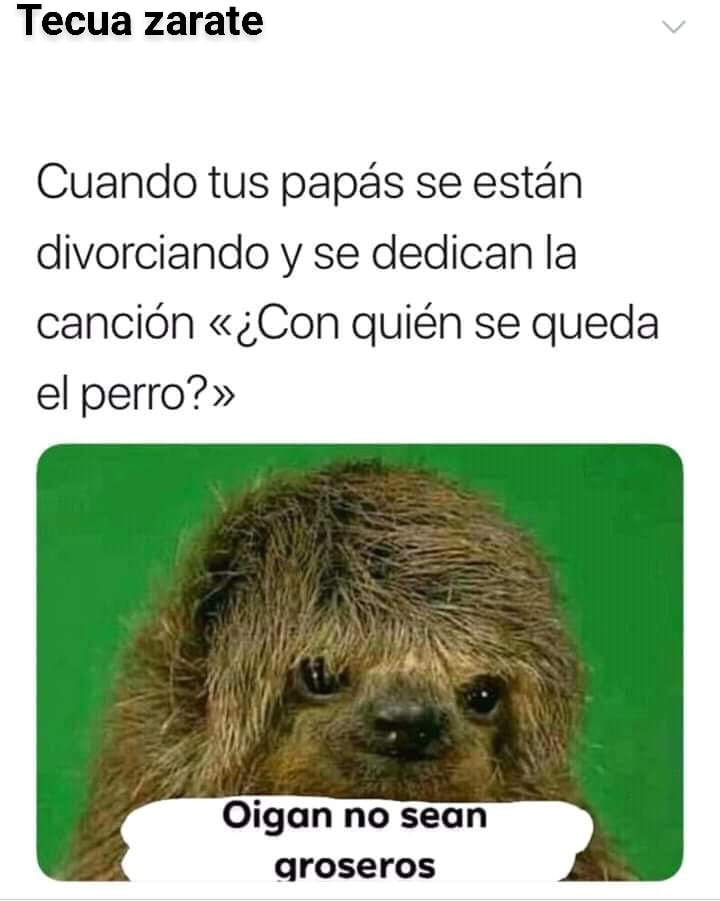 Tecua zarate
Cuando tus papás se están
divorciando y se dedican la
canción «¿Con quién se queda
el perro?»
Oigan no sean
groseros